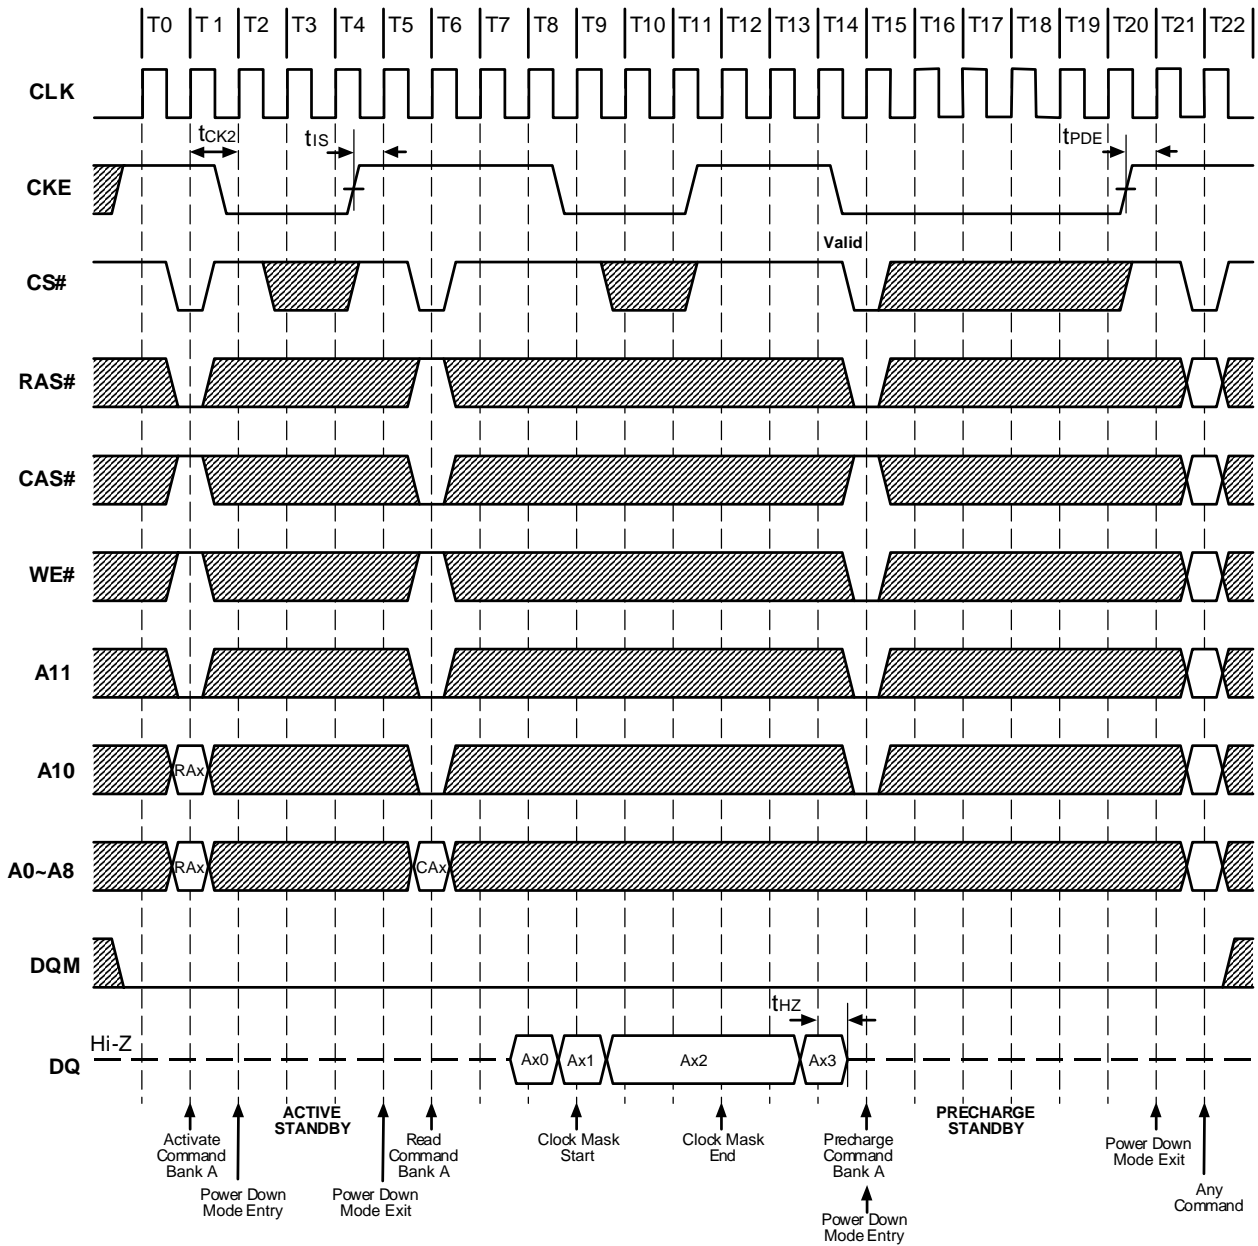 T0 T 1 T2 T3 T4 T5 T6 T7 T8 T9 T10 T11 T12 T13 T14 T15 T16 T17 T18 T19 T20 T21 T22
CLK
tCK2 tIS tPDE
CKE
Valid
CS#
RAS#
CAS#
WE#
A11
A10 RAx
A0~A8 RAx CAx
DQM
tHZ
Hi-Z
DQ Ax0 Ax1 Ax2 Ax3
ACTIVE
STANDBY
PRECHARGE
STANDBY
Activate
Command
Bank A
Power Down
Mode Entry
Power Down
Mode Exit
Read
Command
Bank A
Clock Mask
Start
Clock Mask
End
Precharge
Command
Bank A
Power Down
Mode Entry
Power Down
Mode Exit
Any
Command